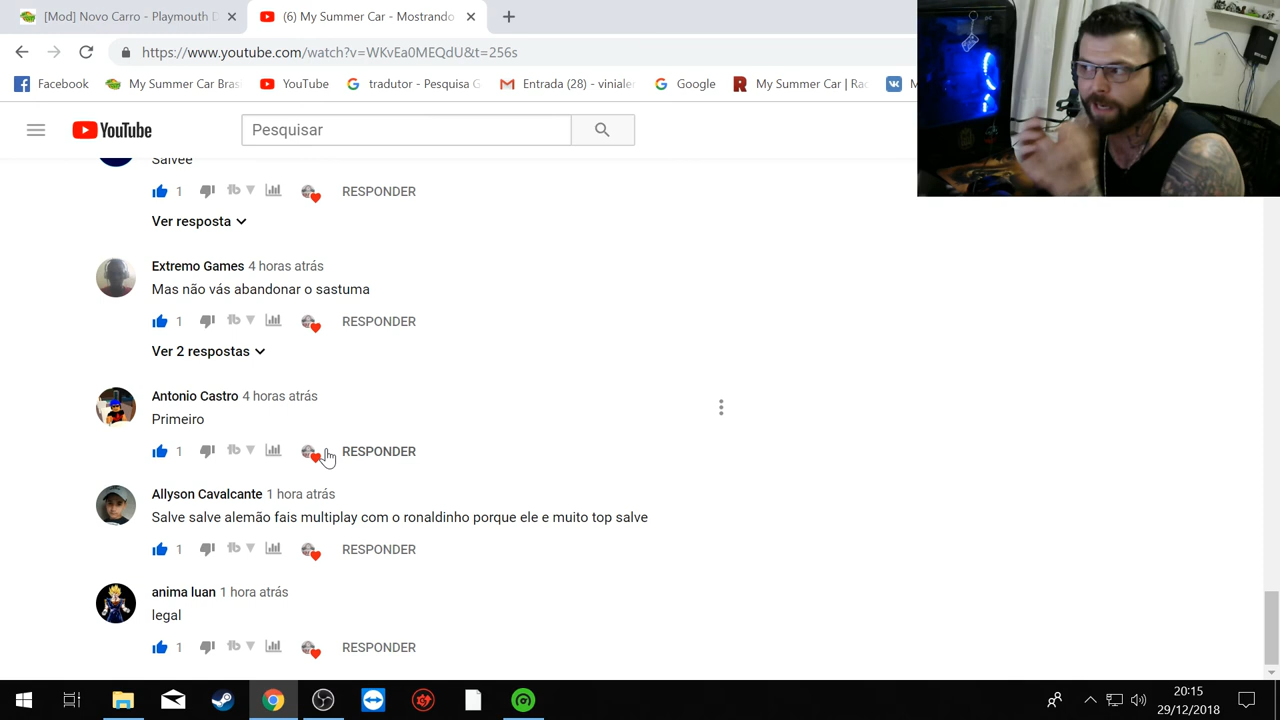 [Mod] Novo Carro - Playmouth
(6) My Summer Car - Mostrando
https://www.youtube.com/watch?v=WKvEa0MEQdU&t=256s
Facebook
My Summer Car Bras
YouTube
tradutor - Pesquisa G
Entrada (28) - vinialer
Google
My Summer Car | Rac
YouTube
Pesquisar
Salvee
1 RESPONDER
Ver resposta
Extremo Games 4 horas atrás
Mas não vás abandonar o sastuma
1 RESPONDER
Ver 2 respostas
Antonio Castro 4 horas atrás
Primeiro
1 RESPONDER
Allyson Cavalcante 1 hora atrás
Salve salve alemão fais multiplay com o ronaldinho porque ele e muito top salve
1 RESPONDER
anima luan 1 hora atrás
legal
1 RESPONDER
20:15
29/12/2018